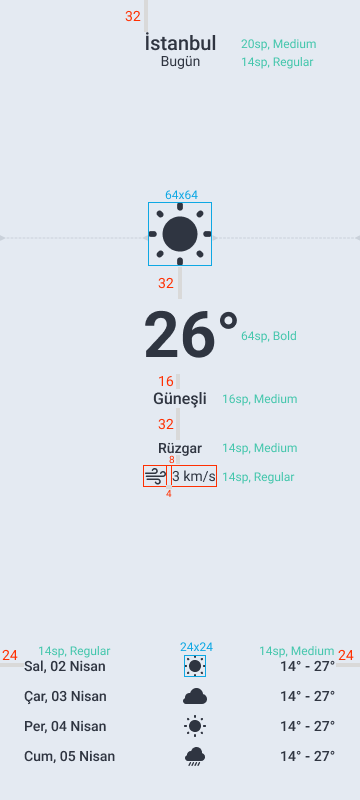 32
İstanbul 20sp, Medium
Bugün 14sp, Regular
64x64
32
26° 64sp, Bold
16
Güneşli 16sp, Medium
32
Rüzgar 14sp, Medium
8
3 km/s 14sp, Regular
4
24 14sp, Regular 24x24 14sp, Medium 24
Sal, 02 Nisan 14° - 27°
Çar, 03 Nisan 14° - 27°
Per, 04 Nisan 14° - 27°
Cum, 05 Nisan 14° - 27°